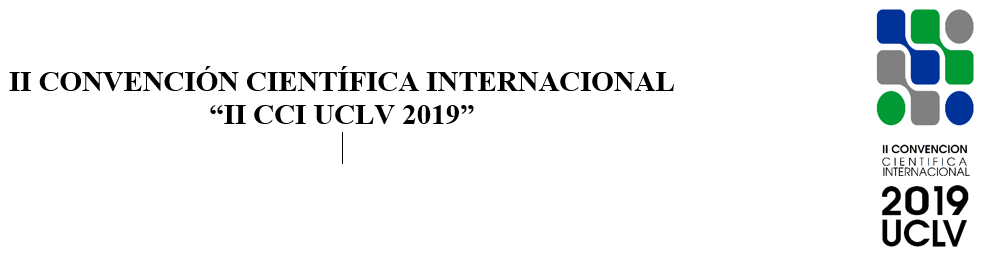 II CONVENCIÓN CIENTÍFICA INTERNACIONAL
“II CCI UCLV 2019”
II CONVENCION
CIENTIFICA
INTERNACIONAL
2019
UCLV